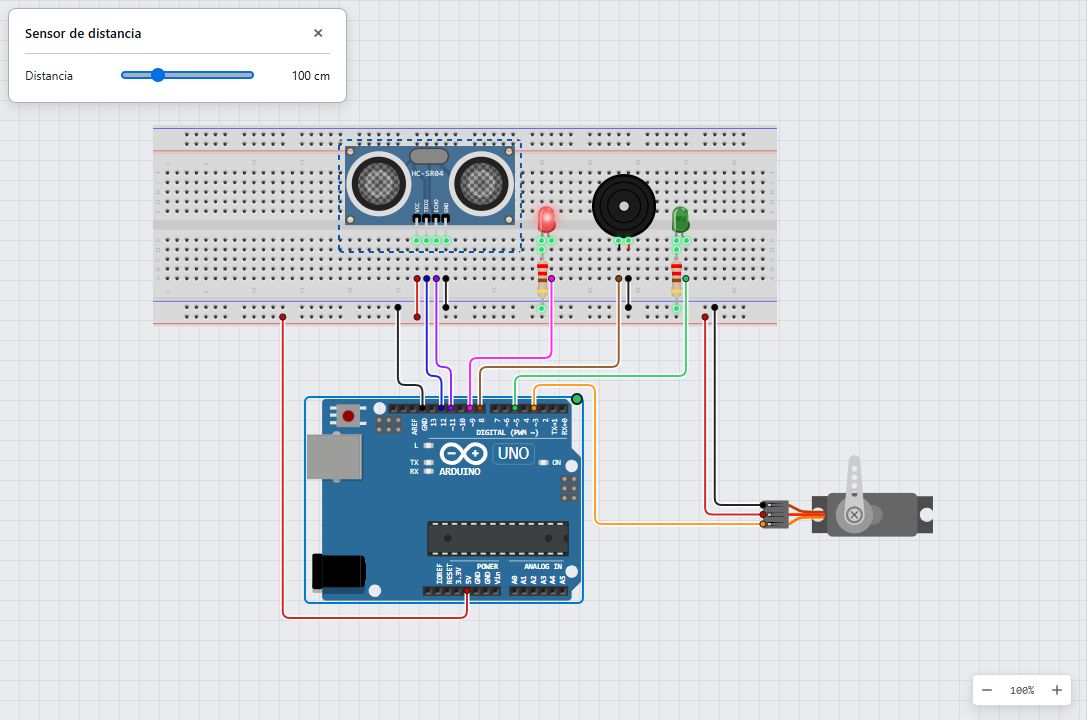 Sensor de distancia ✕
Distancia 100 cm
HC-SR04
VCC
TRIG
ECHO
GND
AREF
GND
13
12
~11
~10
~9
8
7
~6
~5
4
~3
2
TX→1
RX←0
DIGITAL (PWM ~)
L
TX
RX
UNO
ARDUINO
ON
POWER
ANALOG IN
IOREF
RESET
3.3V
5V
GND
GND
Vin
A0
A1
A2
A3
A4
A5
− 100% +